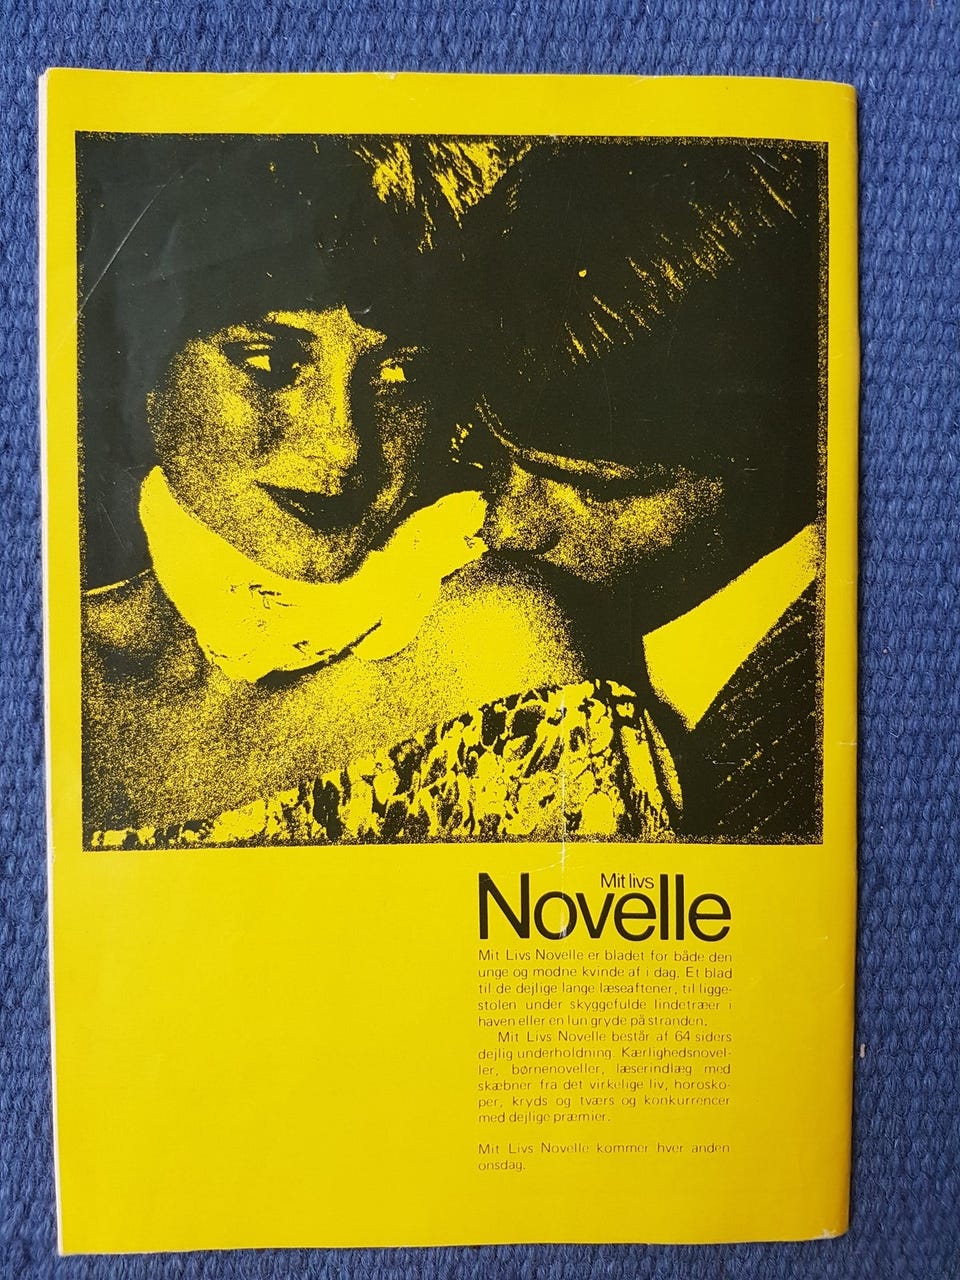 Mit livs
Novelle
Mit Livs Novelle er bladet for både den
unge og modne kvinde af i dag. Et blad
til de dejlige lange læseaftener, til ligge-
stolen under skyggefulde lindetræer i
haven eller en lun gryde på stranden.
Mit Livs Novelle består af 64 siders
dejlig underholdning. Kærlighedsnovel-
ler, børnenoveller, læserindlæg med
skæbner fra det virkelige liv, horosko-
per, kryds og tværs og konkurrencer
med dejlige præmier.
Mit Livs Novelle kommer hver anden
onsdag.